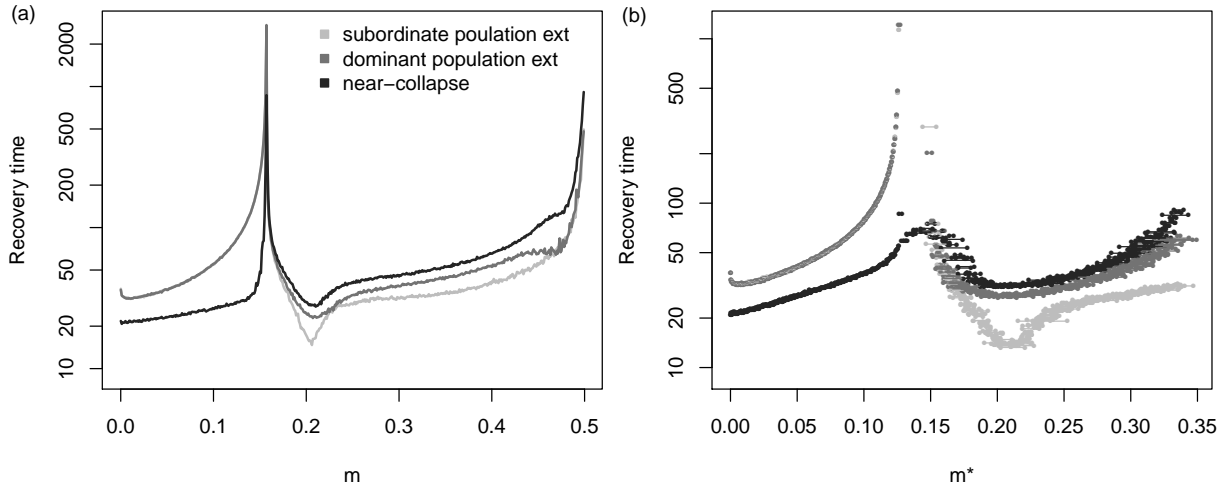 (a)
subordinate poulation ext
dominant population ext
near−collapse
Recovery time
2000
500
200
50
20
10
0.0 0.1 0.2 0.3 0.4 0.5
m
(b)
Recovery time
500
100
50
20
10
0.00 0.05 0.10 0.15 0.20 0.25 0.30 0.35
m*